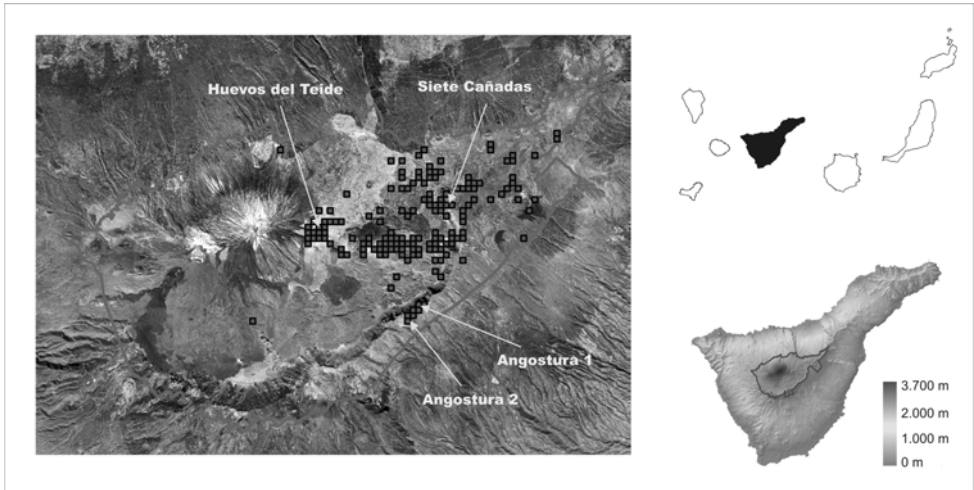 Huevos del Teide
Siete Cañadas
Angostura 1
Angostura 2
3.700 m
2.000 m
1.000 m
0 m